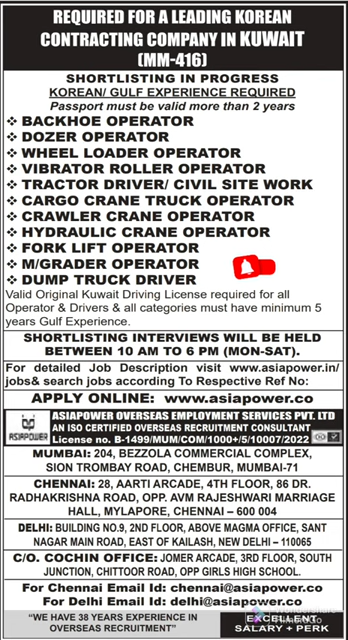 REQUIRED FOR A LEADING KOREAN
CONTRACTING COMPANY IN KUWAIT
(MM-416)
SHORTLISTING IN PROGRESS
KOREAN/ GULF EXPERIENCE REQUIRED
Passport must be valid more than 2 years
❖ BACKHOE OPERATOR
❖ DOZER OPERATOR
❖ WHEEL LOADER OPERATOR
❖ VIBRATOR ROLLER OPERATOR
❖ TRACTOR DRIVER/ CIVIL SITE WORK
❖ CARGO CRANE TRUCK OPERATOR
❖ CRAWLER CRANE OPERATOR
❖ HYDRAULIC CRANE OPERATOR
❖ FORK LIFT OPERATOR
❖ M/GRADER OPERATOR
❖ DUMP TRUCK DRIVER
Valid Original Kuwait Driving License required for all
Operator & Drivers & all categories must have minimum 5
years Gulf Experience.
SHORTLISTING INTERVIEWS WILL BE HELD
BETWEEN 10 AM TO 6 PM (MON-SAT).
For detailed Job Description visit www.asiapower.in/
jobs& search jobs according To Respective Ref No:
APPLY ONLINE: www.asiapower.co
ASIAPOWER
ASIAPOWER OVERSEAS EMPLOYMENT SERVICES PVT. LTD
AN ISO CERTIFIED OVERSEAS RECRUITMENT CONSULTANT
License no. B-1499/MUM/COM/1000+/5/10007/2022
MUMBAI: 204, BEZZOLA COMMERCIAL COMPLEX,
SION TROMBAY ROAD, CHEMBUR, MUMBAI-71
CHENNAI: 28, AARTI ARCADE, 4TH FLOOR, 86 DR.
RADHAKRISHNA ROAD, OPP. AVM RAJESHWARI MARRIAGE
HALL, MYLAPORE, CHENNAI – 600 004
DELHI: BUILDING NO.9, 2ND FLOOR, ABOVE MAGMA OFFICE, SANT
NAGAR MAIN ROAD, EAST OF KAILASH, NEW DELHI – 110065
C/O. COCHIN OFFICE: JOMER ARCADE, 3RD FLOOR, SOUTH
JUNCTION, CHITTOOR ROAD, OPP GIRLS HIGH SCHOOL.
For Chennai Email Id: chennai@asiapower.co
For Delhi Email Id: delhi@asiapower.co
"WE HAVE 38 YEARS EXPERIENCE IN
OVERSEAS RECRUITMENT"
EXCELLENT
SALARY + PERK